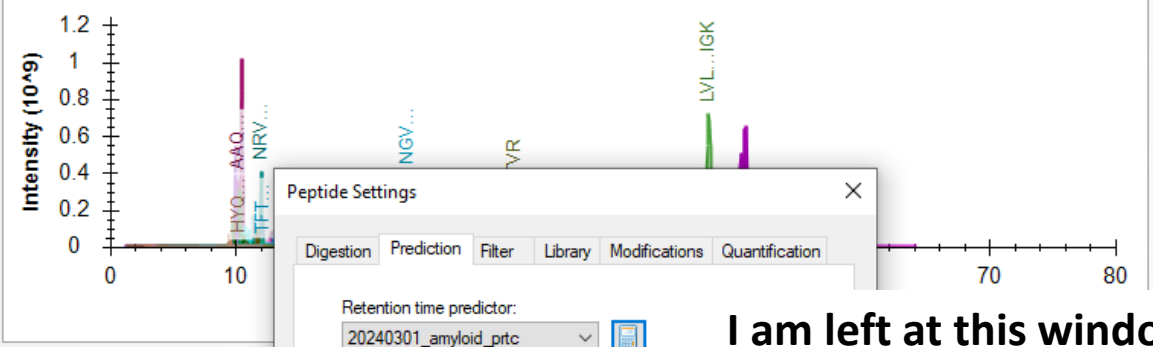 1.2
1
0.8
0.6
0.4
0.2
0
Intensity (10^9)
HYQ... AAQ...
TFT... NRV...
NGV...
VR
LVL...IGK
0 10 70 80
Peptide Settings
Digestion Prediction Filter Library Modifications Quantification
Retention time predictor:
20240301_amyloid_prtc
I am left at this windo